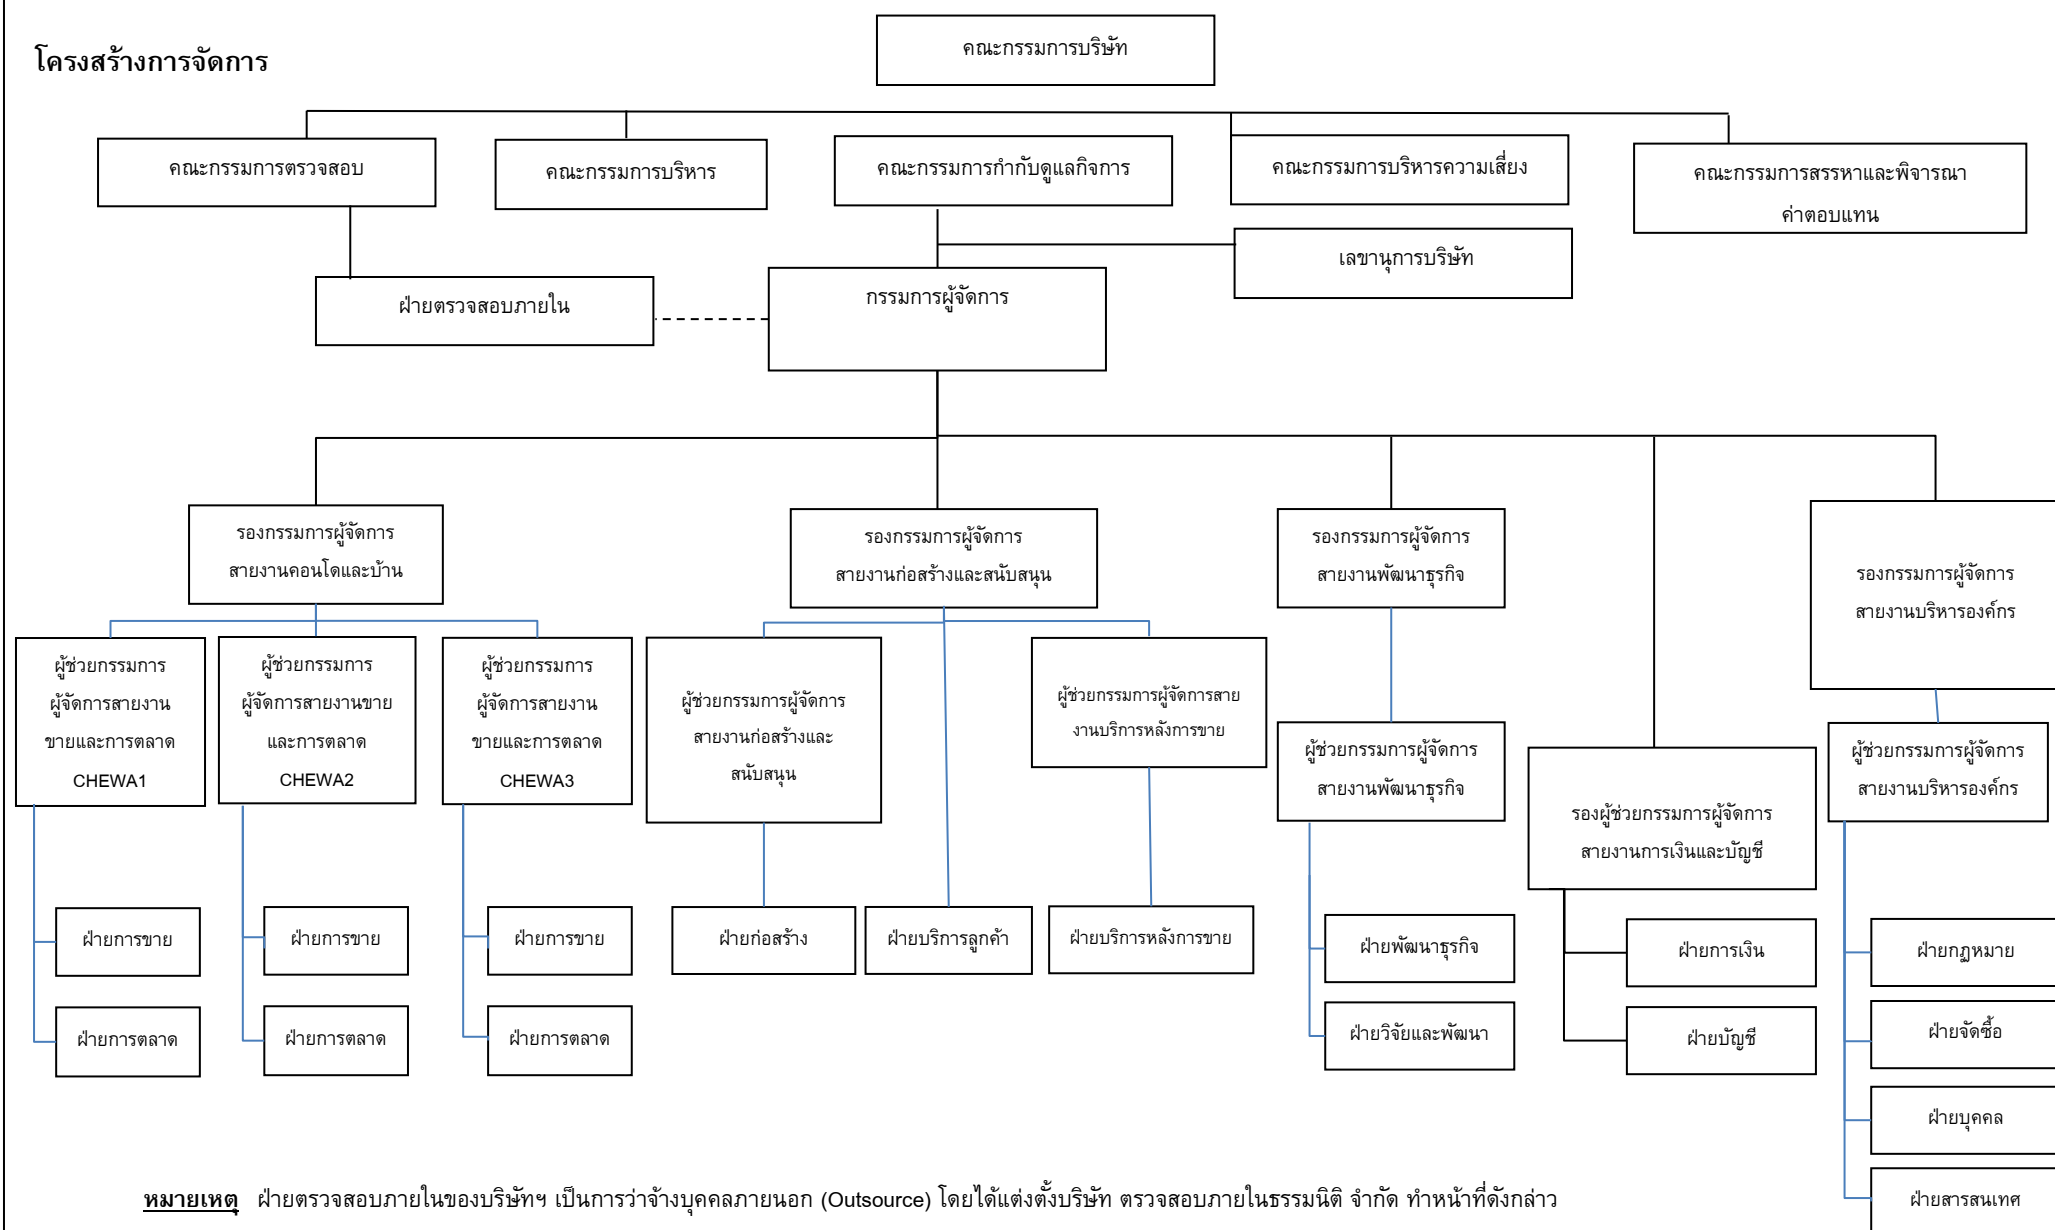 โครงสร้างการจัดการ
คณะกรรมการบริษัท
คณะกรรมการตรวจสอบ
คณะกรรมการบริหาร
คณะกรรมการกำกับดูแลกิจการ
คณะกรรมการบริหารความเสี่ยง
คณะกรรมการสรรหาและพิจารณา
ค่าตอบแทน
เลขานุการบริษัท
ฝ่ายตรวจสอบภายใน
กรรมการผู้จัดการ
รองกรรมการผู้จัดการ
สายงานคอนโดและบ้าน
รองกรรมการผู้จัดการ
สายงานก่อสร้างและสนับสนุน
รองกรรมการผู้จัดการ
สายงานพัฒนาธุรกิจ
รองกรรมการผู้จัดการ
สายงานบริหารองค์กร
ผู้ช่วยกรรมการ
ผู้จัดการสายงาน
ขายและการตลาด
CHEWA1
ผู้ช่วยกรรมการ
ผู้จัดการสายงานขาย
และการตลาด
CHEWA2
ผู้ช่วยกรรมการ
ผู้จัดการสายงาน
ขายและการตลาด
CHEWA3
ผู้ช่วยกรรมการผู้จัดการ
สายงานก่อสร้างและ
สนับสนุน
ผู้ช่วยกรรมการผู้จัดการสาย
งานบริการหลังการขาย
ผู้ช่วยกรรมการผู้จัดการ
สายงานพัฒนาธุรกิจ
รองผู้ช่วยกรรมการผู้จัดการ
สายงานการเงินและบัญชี
ผู้ช่วยกรรมการผู้จัดการ
สายงานบริหารองค์กร
ฝ่ายการขาย
ฝ่ายการขาย
ฝ่ายการขาย
ฝ่ายก่อสร้าง
ฝ่ายบริการลูกค้า
ฝ่ายบริการหลังการขาย
ฝ่ายพัฒนาธุรกิจ
ฝ่ายการเงิน
ฝ่ายกฏหมาย
ฝ่ายการตลาด
ฝ่ายการตลาด
ฝ่ายการตลาด
ฝ่ายวิจัยและพัฒนา
ฝ่ายบัญชี
ฝ่ายจัดซื้อ
ฝ่ายบุคคล
ฝ่ายสารสนเทศ
หมายเหตุ ฝ่ายตรวจสอบภายในของบริษัทฯ เป็นการว่าจ้างบุคคลภายนอก (Outsource) โดยได้แต่งตั้งบริษัท ตรวจสอบภายในธรรมนิติ จำกัด ทำหน้าที่ดังกล่าว